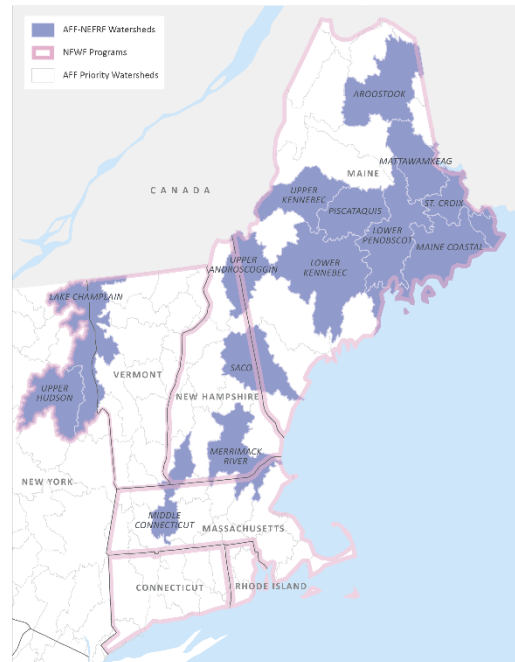 AFF-NEFRF Watersheds
NFWF Programs
AFF Priority Watersheds
AROOSTOOK
MATTAWAMKEAG
MAINE
CANADA
UPPER
KENNEBEC
PISCATAQUIS
ST. CROIX
LOWER
PENOBSCOT
MAINE COASTAL
UPPER
ANDROSCOGGIN
LOWER
KENNEBEC
LAKE CHAMPLAIN
VERMONT
SACO
UPPER
HUDSON
NEW HAMPSHIRE
MERRIMACK
RIVER
NEW YORK
MIDDLE
CONNECTICUT
MASSACHUSETTS
CONNECTICUT
RHODE ISLAND